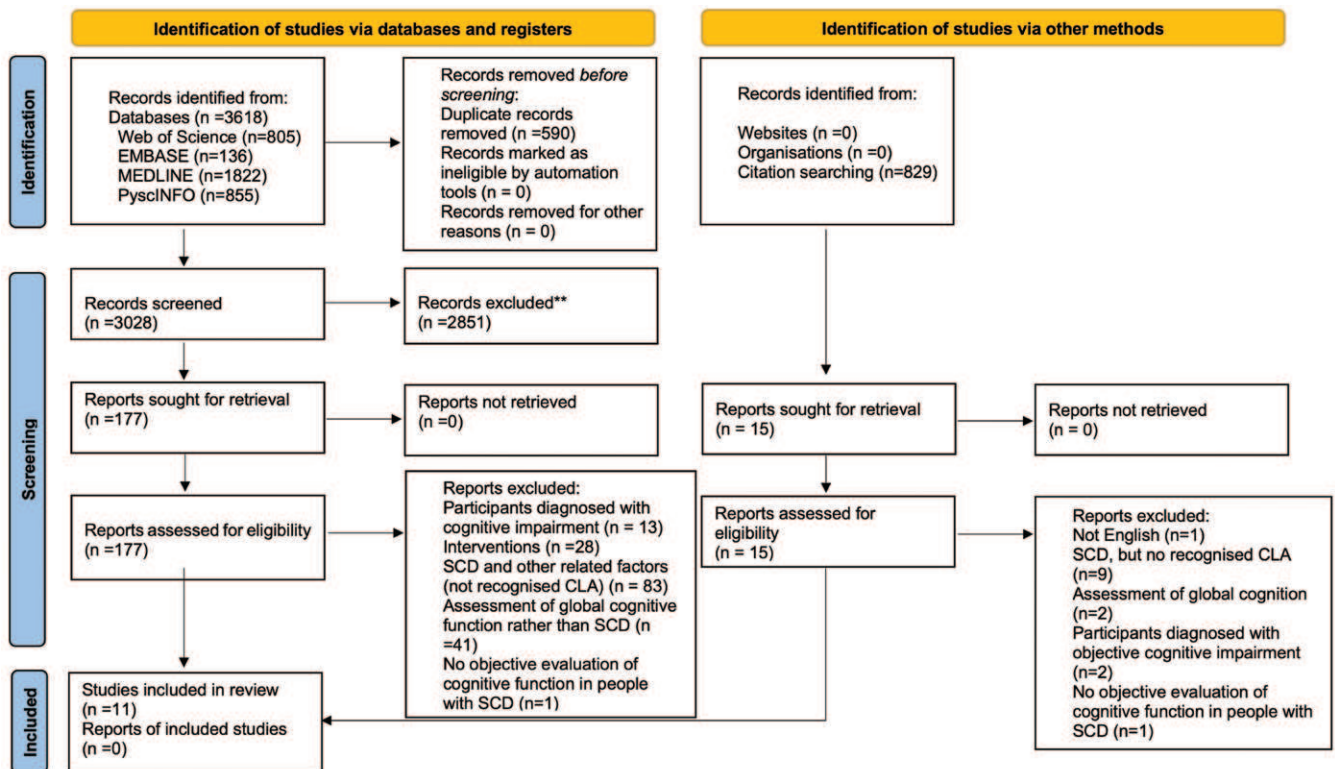 Identification of studies via databases and registers
Identification of studies via other methods
Identification
Records identified from:
Databases (n =3618)
Web of Science (n=805)
EMBASE (n=136)
MEDLINE (n=1822)
PyscINFO (n=855)
Records removed before
screening:
Duplicate records
removed (n =590)
Records marked as
ineligible by automation
tools (n = 0)
Records removed for other
reasons (n = 0)
Records identified from:
Websites (n =0)
Organisations (n =0)
Citation searching (n=829)
Screening
Records screened
(n =3028)
Records excluded**
(n =2851)
Reports sought for retrieval
(n =177)
Reports not retrieved
(n =0)
Reports sought for retrieval
(n = 15)
Reports not retrieved
(n = 0)
Reports assessed for eligibility
(n =177)
Reports excluded:
Participants diagnosed with
cognitive impairment (n = 13)
Interventions (n =28)
SCD and other related factors
(not recognised CLA) (n = 83)
Assessment of global cognitive
function rather than SCD (n
=41)
No objective evaluation of
cognitive function in people
with SCD (n=1)
Reports assessed for
eligibility
(n = 15)
Reports excluded:
Not English (n=1)
SCD, but no recognised CLA
(n=9)
Assessment of global cognition
(n=2)
Participants diagnosed with
objective cognitive impairment
(n=2)
No objective evaluation of
cognitive function in people with
SCD (n=1)
Included
Studies included in review
(n =11)
Reports of included studies
(n =0)